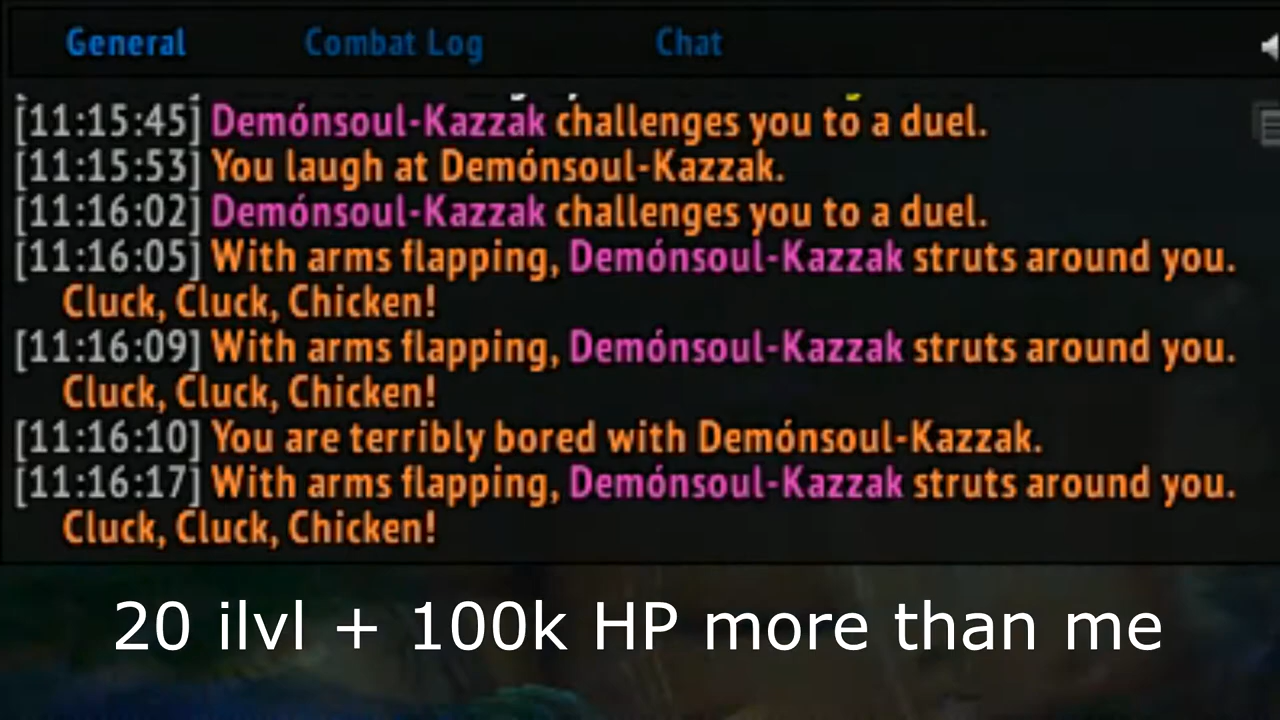 General Combat Log Chat
[11:15:45] Demónsoul-Kazzak challenges you to a duel.
[11:15:53] You laugh at Demónsoul-Kazzak.
[11:16:02] Demónsoul-Kazzak challenges you to a duel.
[11:16:05] With arms flapping, Demónsoul-Kazzak struts around you.
Cluck, Cluck, Chicken!
[11:16:09] With arms flapping, Demónsoul-Kazzak struts around you.
Cluck, Cluck, Chicken!
[11:16:10] You are terribly bored with Demónsoul-Kazzak.
[11:16:17] With arms flapping, Demónsoul-Kazzak struts around you.
Cluck, Cluck, Chicken!
20 ilvl + 100k HP more than me